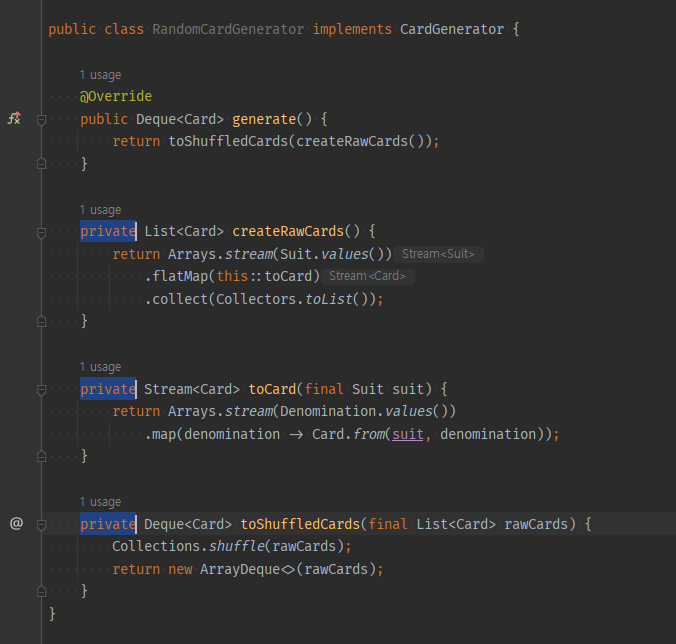 public class RandomCardGenerator implements CardGenerator {
1 usage
@Override
public Deque<Card> generate() {
return toShuffledCards(createRawCards());
}
1 usage
private List<Card> createRawCards() {
return Arrays.stream(Suit.values()) Stream<Suit>
.flatMap(this::toCard) Stream<Card>
.collect(Collectors.toList());
}
1 usage
private Stream<Card> toCard(final Suit suit) {
return Arrays.stream(Denomination.values())
.map(denomination → Card.from(suit, denomination));
}
1 usage
@ private Deque<Card> toShuffledCards(final List<Card> rawCards) {
Collections.shuffle(rawCards);
return new ArrayDeque<>(rawCards);
}
}